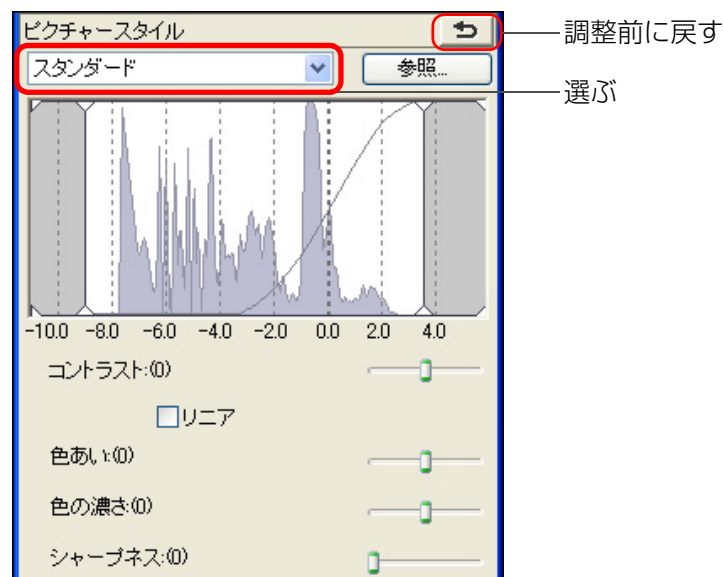 ピクチャースタイル
調整前に戻す
スタンダード
参照...
選ぶ
-10.0 -8.0 -6.0 -4.0 -2.0 0.0 2.0 4.0
コントラスト:(0)
リニア
色あい:(0)
色の濃さ:(0)
シャープネス:(0)